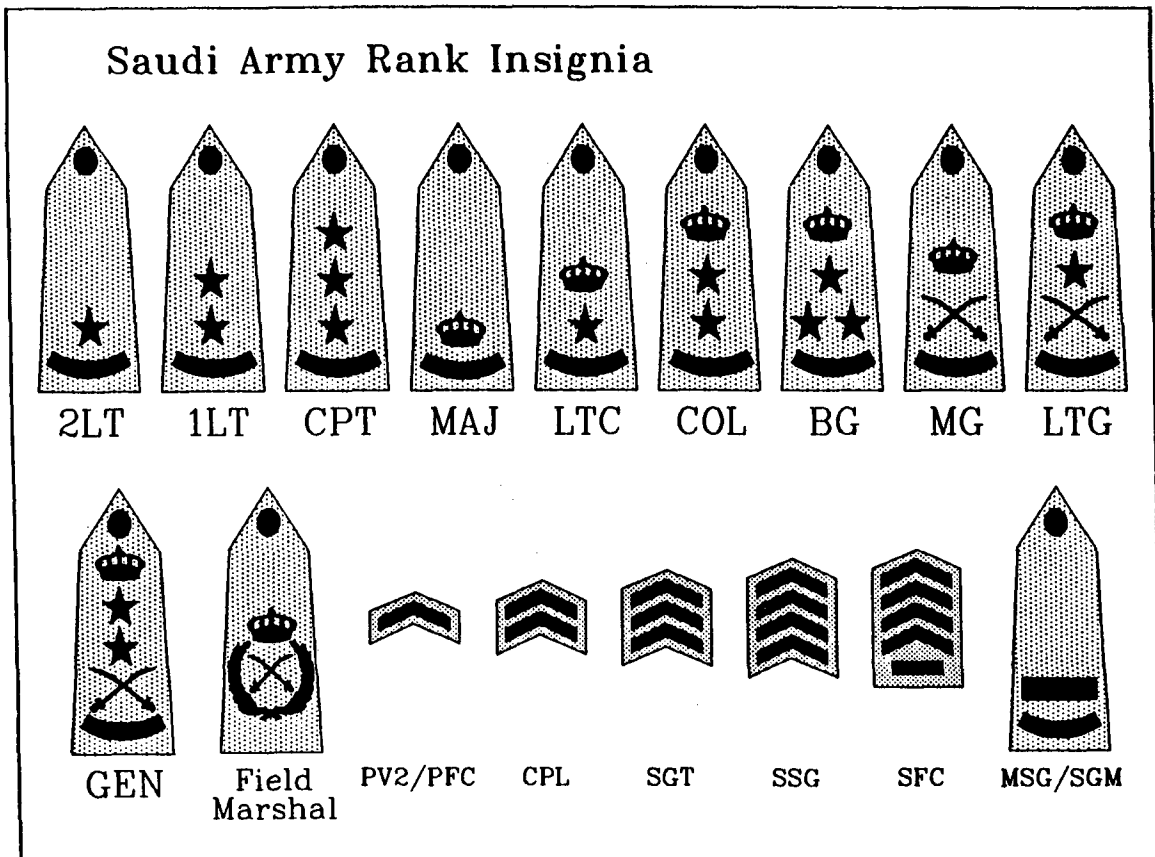 Saudi Army Rank Insignia
2LT 1LT CPT MAJ LTC COL BG MG LTG
GEN Field Marshal PV2/PFC CPL SGT SSG SFC MSG/SGM